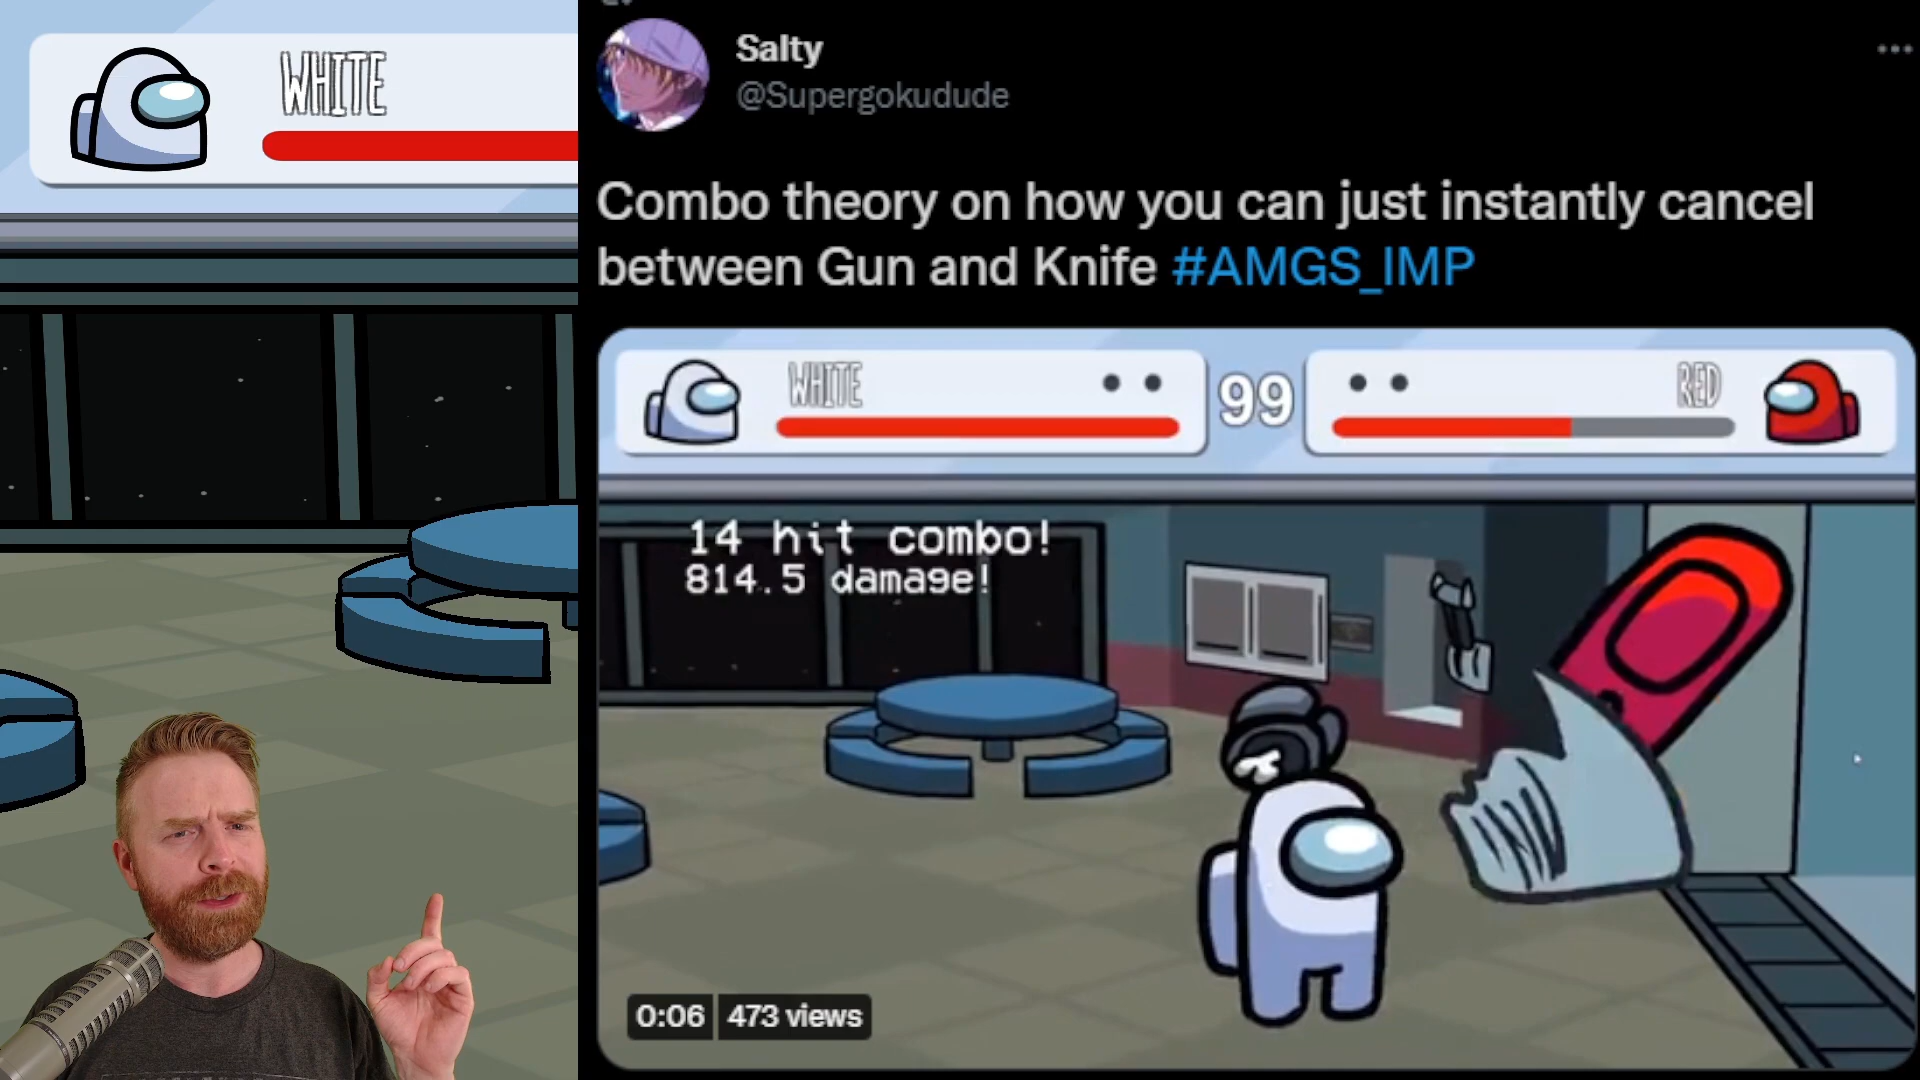 WHITE
Salty
@Supergokudude
Combo theory on how you can just instantly cancel
between Gun and Knife #AMGS_IMP
WHITE
99
RED
14 hit combo!
814.5 damage!
0:06
473 views